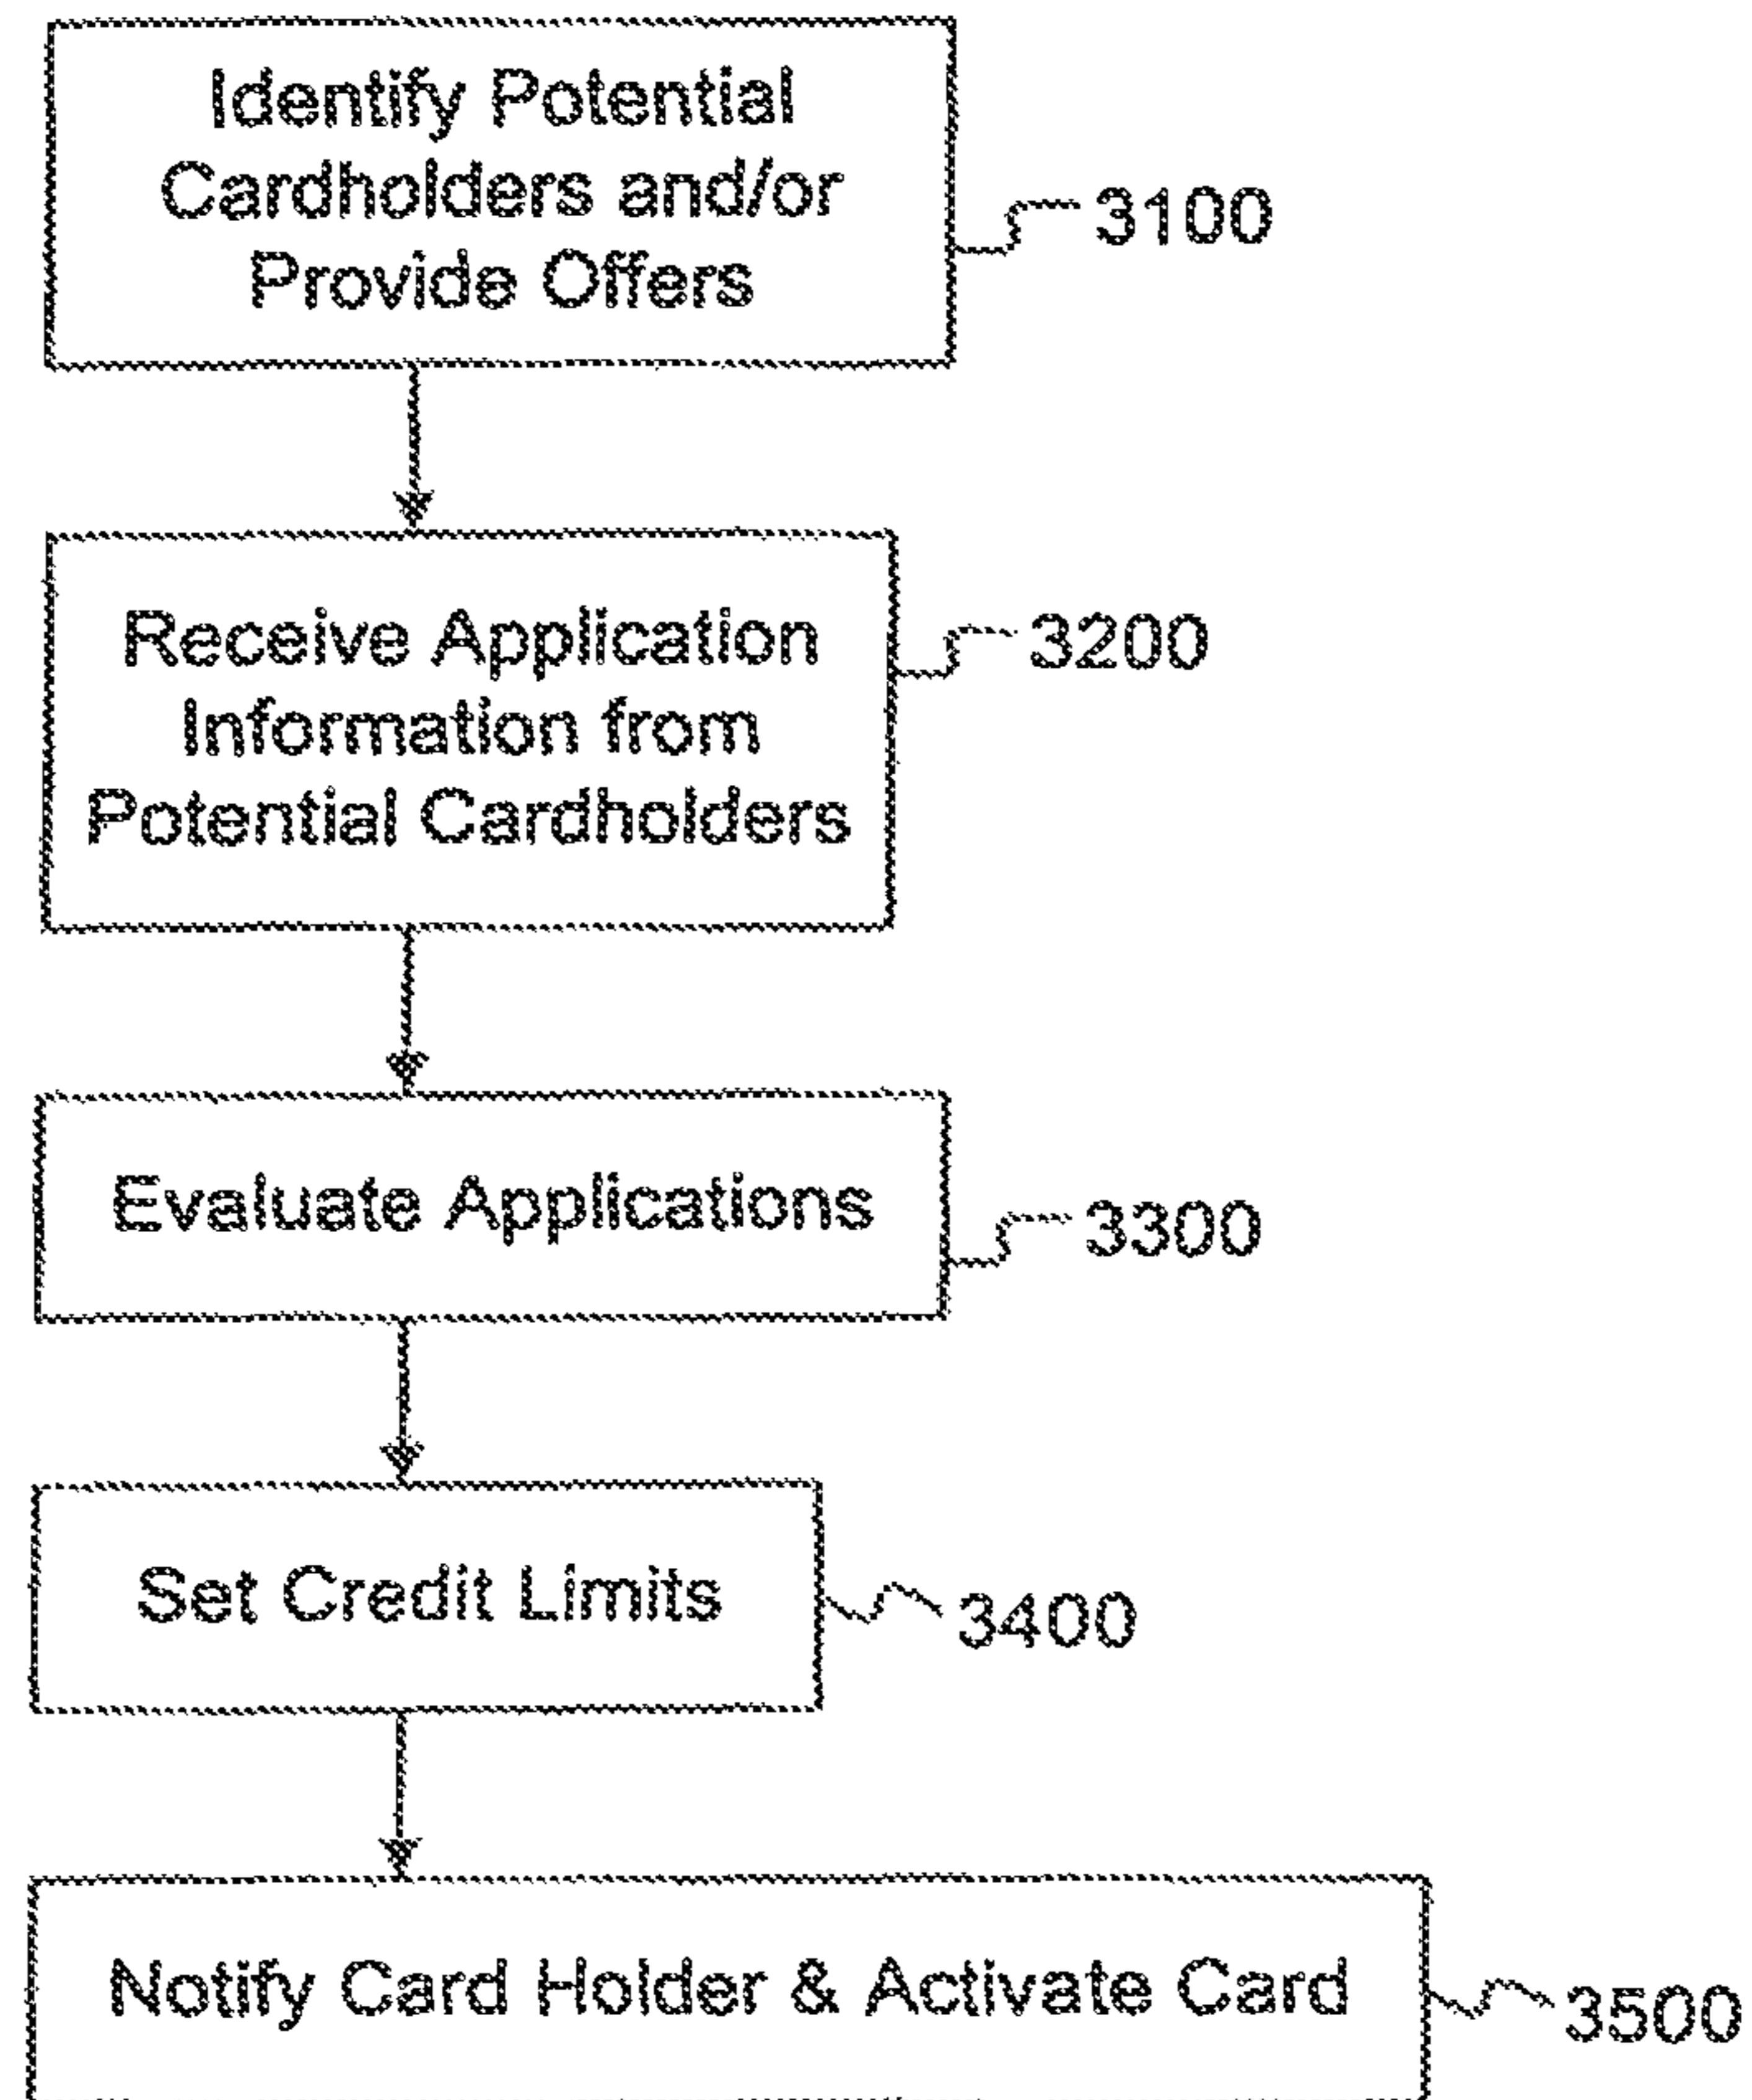 Identify Potential
Cardholders and/or
Provide Offers
3100
Receive Application
Information from
Potential Cardholders
3200
Evaluate Applications
3300
Set Credit Limits
3400
Notify Card Holder & Activate Card
3500